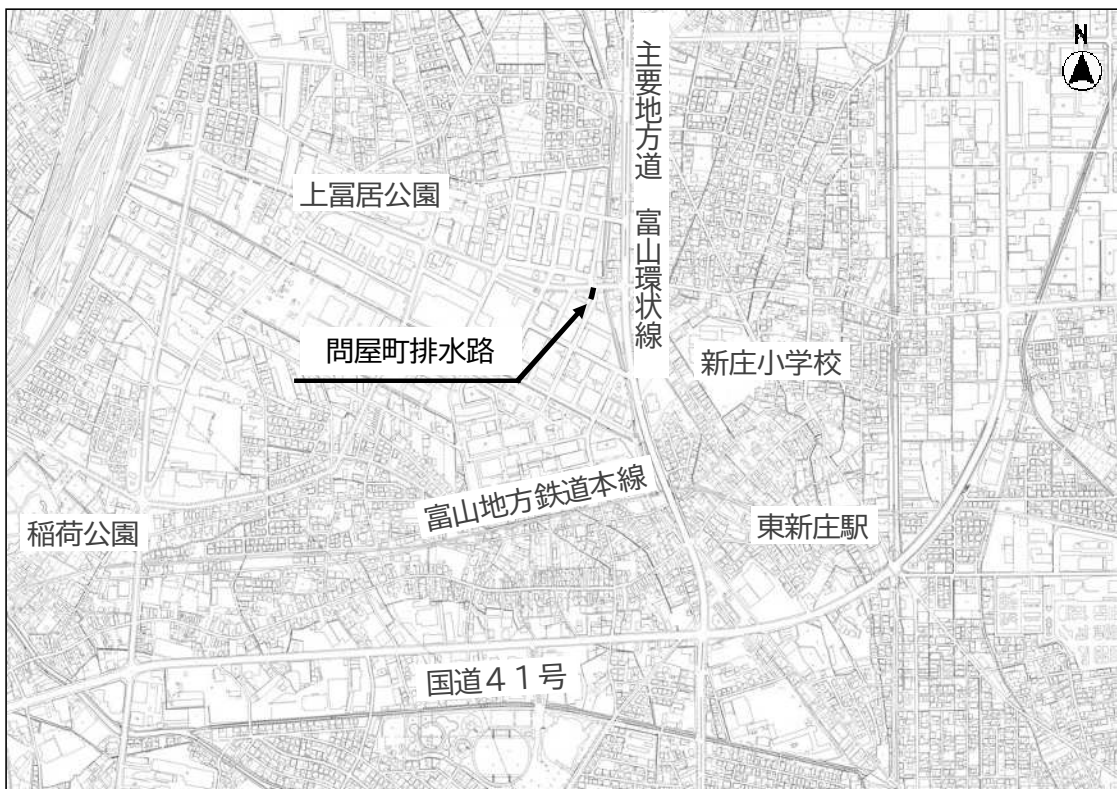 N
主要地方道　富山環状線
上冨居公園
問屋町排水路
新庄小学校
富山地方鉄道本線
稲荷公園
東新庄駅
国道４１号